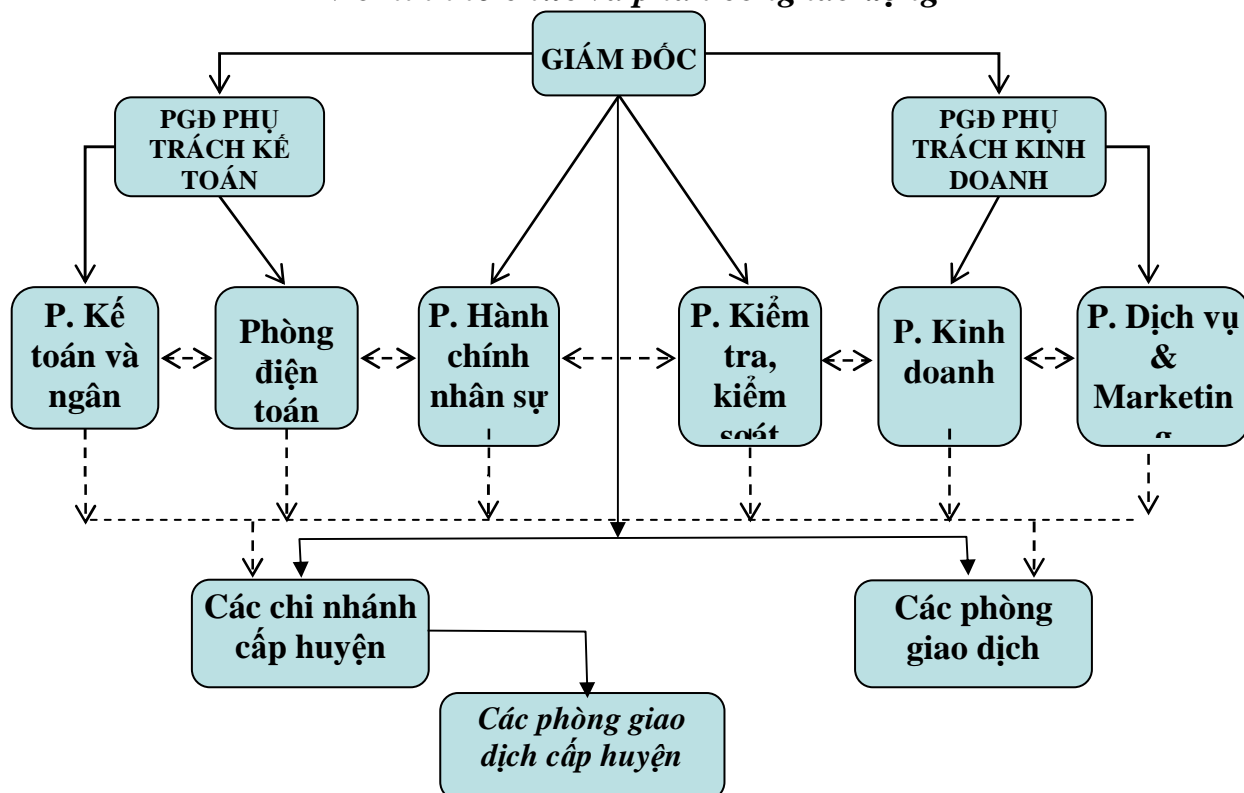 GIÁM ĐỐC
PGĐ PHỤ
TRÁCH KẾ
TOÁN
PGĐ PHỤ
TRÁCH KINH
DOANH
P. Kế
toán và
ngân
Phòng
điện
toán
P. Hành
chính
nhân sự
P. Kiểm
tra,
kiểm
soát
P. Kinh
doanh
P. Dịch vụ
&
Marketin
g
Các chi nhánh
cấp huyện
Các phòng
giao dịch
Các phòng giao
dịch cấp huyện